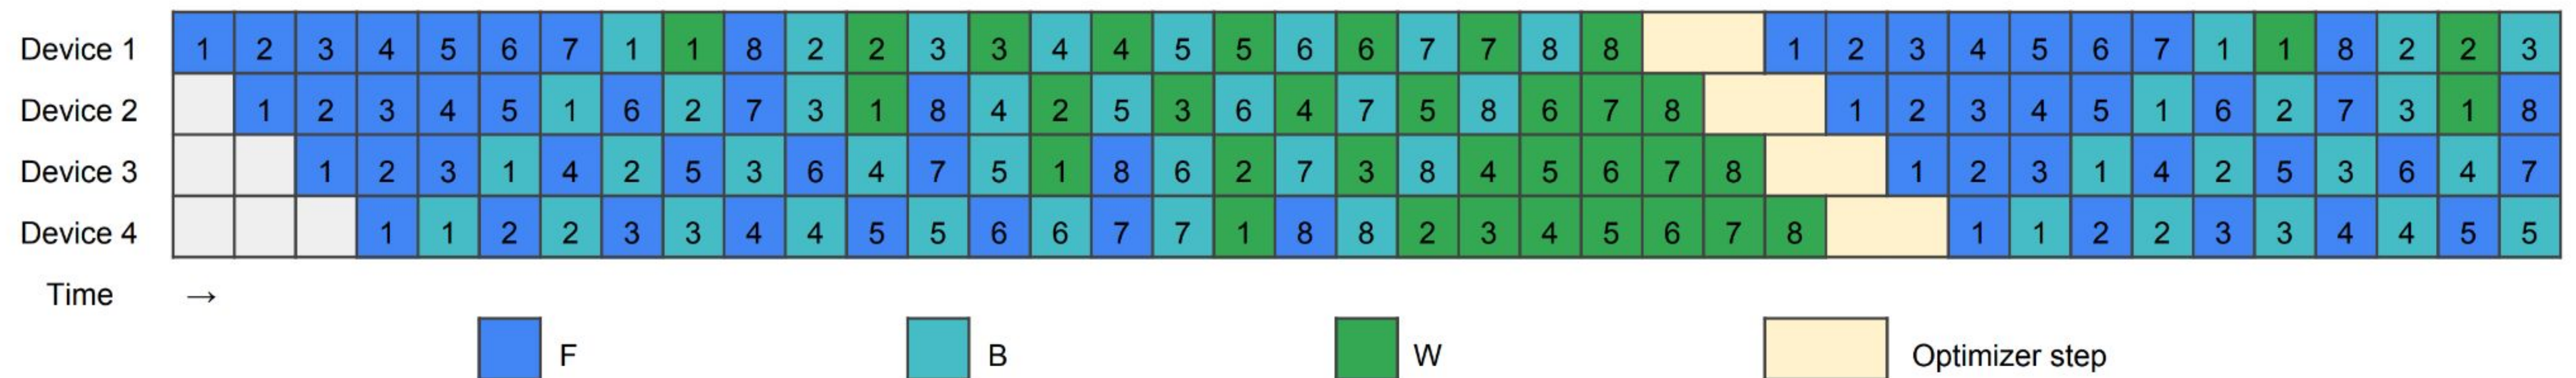 Device 1 1 2 3 4 5 6 7 1 1 8 2 2 3 3 4 4 5 5 6 6 7 7 8 8 1 2 3 4 5 6 7 1 1 8 2 2 3
Device 2 1 2 3 4 5 1 6 2 7 3 1 8 4 2 5 3 6 4 7 5 8 6 7 8 1 2 3 4 5 1 6 2 7 3 1 8
Device 3 1 2 3 1 4 2 5 3 6 4 7 5 1 8 6 2 7 3 8 4 5 6 7 8 1 2 3 1 4 2 5 3 6 4 7
Device 4 1 1 2 2 3 3 4 4 5 5 6 6 7 7 1 8 8 2 3 4 5 6 7 8 1 1 2 2 3 3 4 4 5 5
Time →
F B W Optimizer step